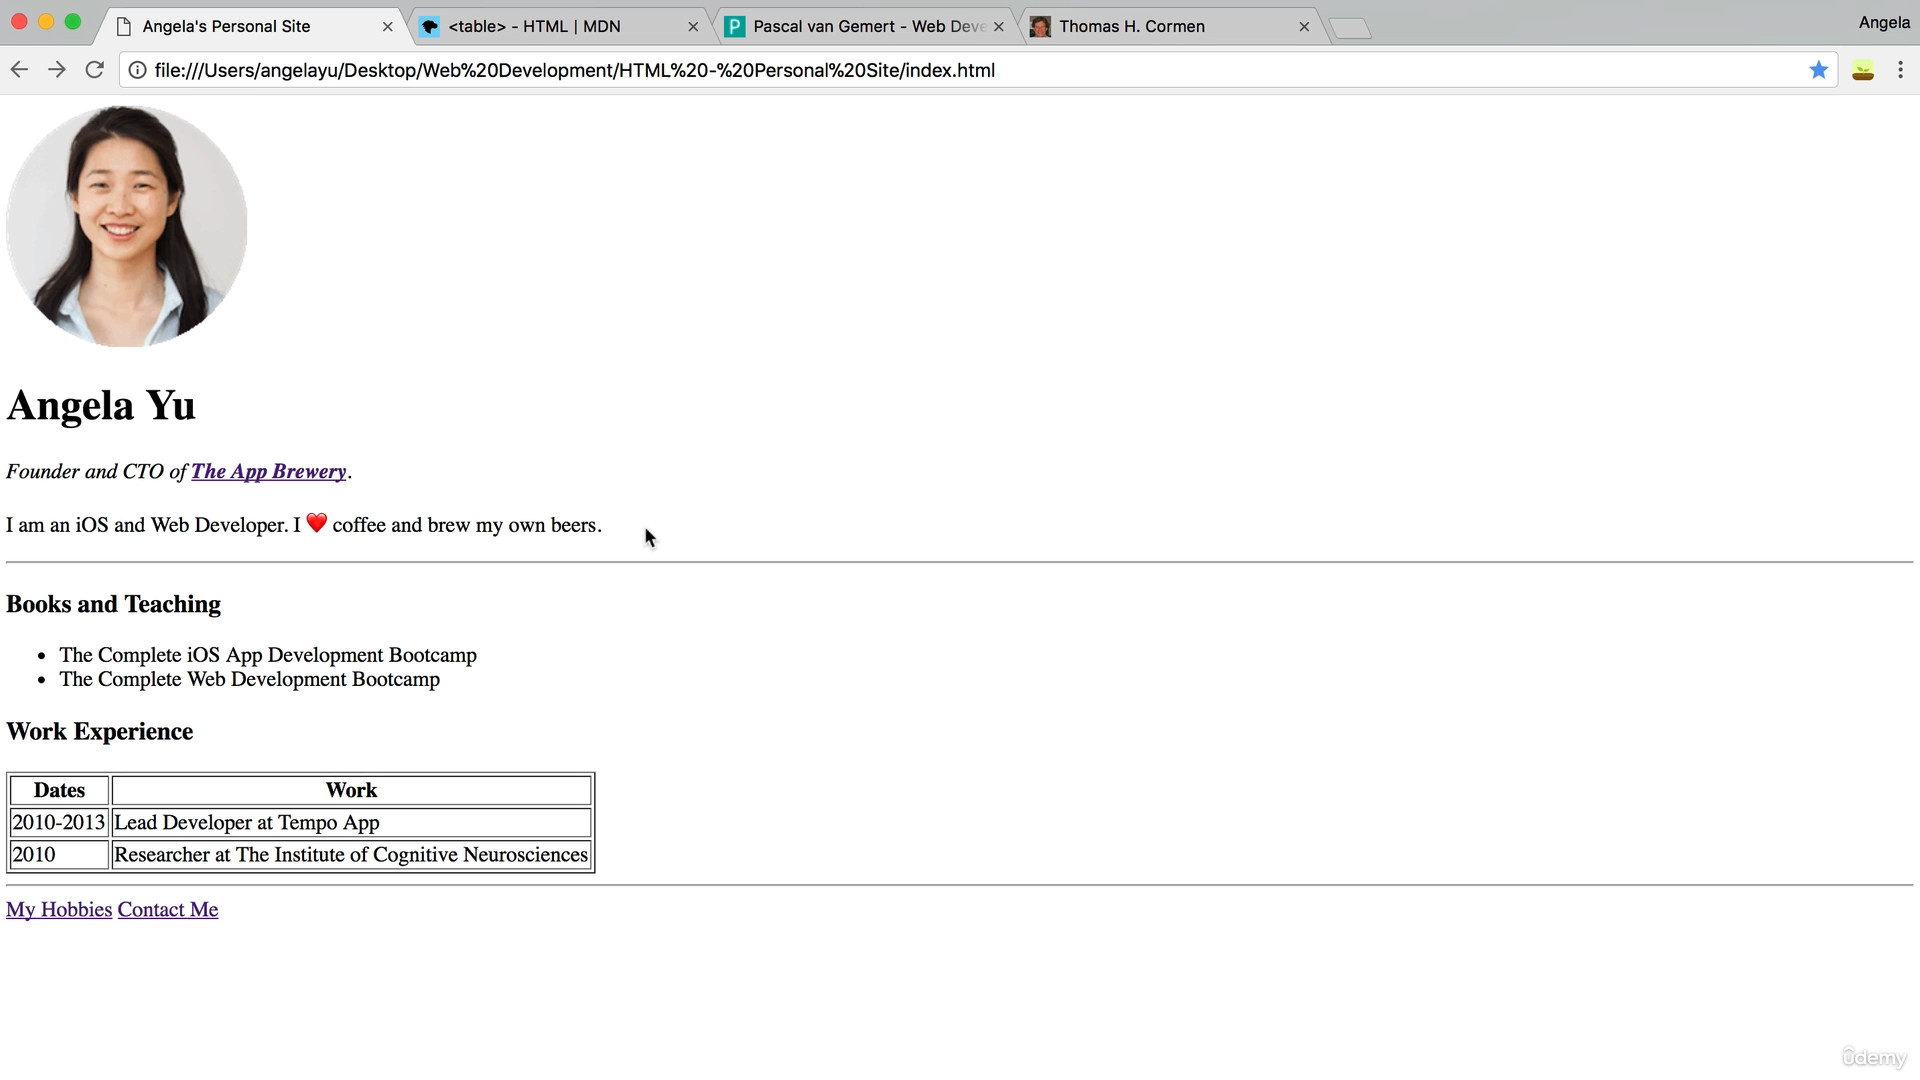 Angela's Personal Site
<table> - HTML | MDN
Pascal van Gemert - Web Deve
Thomas H. Cormen
Angela
file:///Users/angelayu/Desktop/Web%20Development/HTML%20-%20Personal%20Site/index.html
Angela Yu
Founder and CTO of The App Brewery.
I am an iOS and Web Developer. I ❤️ coffee and brew my own beers.
Books and Teaching
• The Complete iOS App Development Bootcamp
• The Complete Web Development Bootcamp
Work Experience
Dates Work
2010-2013 Lead Developer at Tempo App
2010 Researcher at The Institute of Cognitive Neurosciences
My Hobbies Contact Me
ûdemy